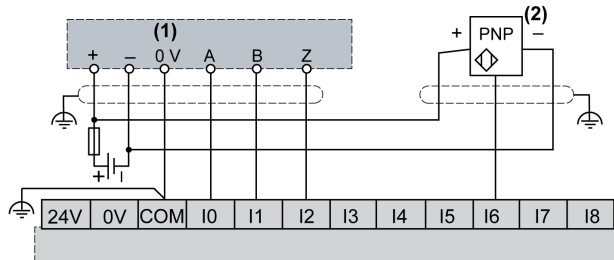 (1)
+ – 0 V A B Z
(2)
+ PNP –
+ –
24V 0V COM I0 I1 I2 I3 I4 I5 I6 I7 I8